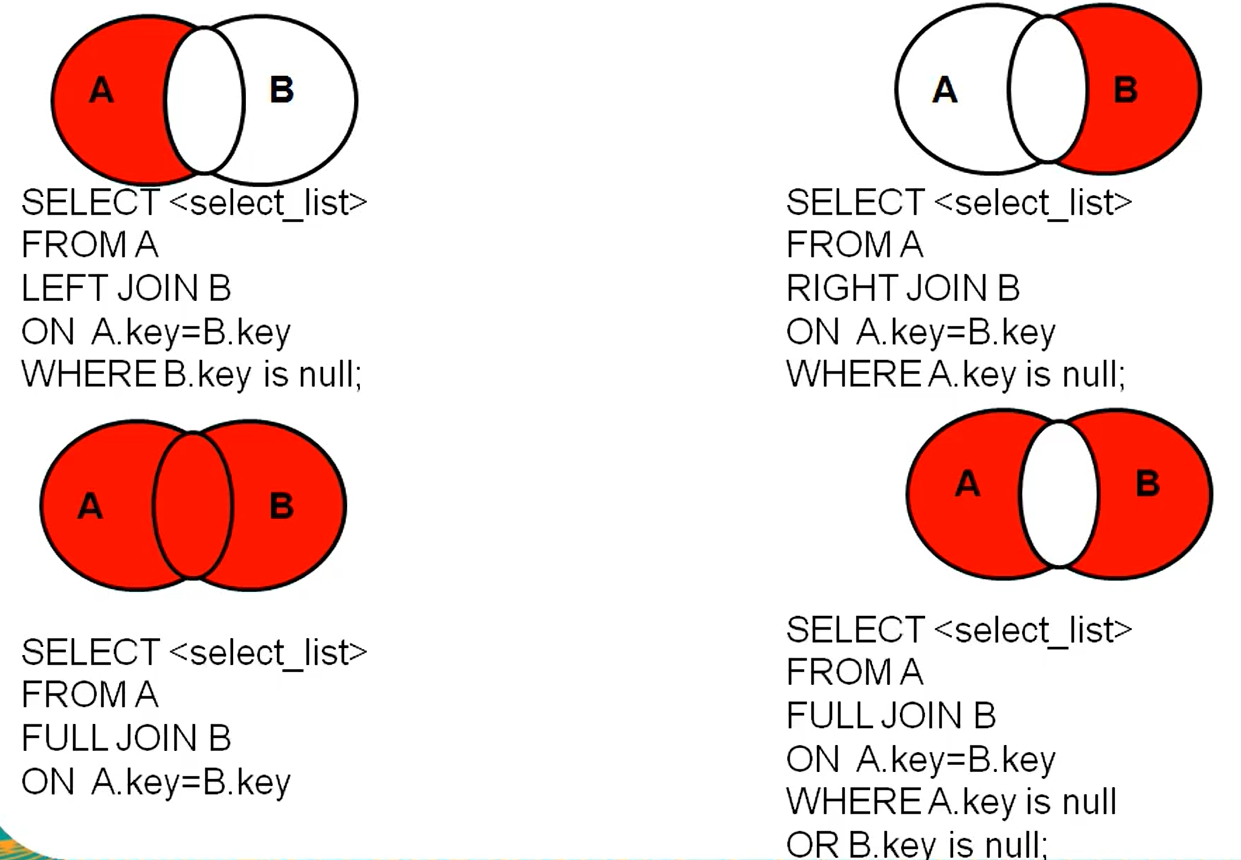 A B
SELECT <select_list>
FROM A
LEFT JOIN B
ON A.key=B.key
WHERE B.key is null;
A B
SELECT <select_list>
FROM A
RIGHT JOIN B
ON A.key=B.key
WHERE A.key is null;
A B
SELECT <select_list>
FROM A
FULL JOIN B
ON A.key=B.key
A B
SELECT <select_list>
FROM A
FULL JOIN B
ON A.key=B.key
WHERE A.key is null
OR B.key is null;